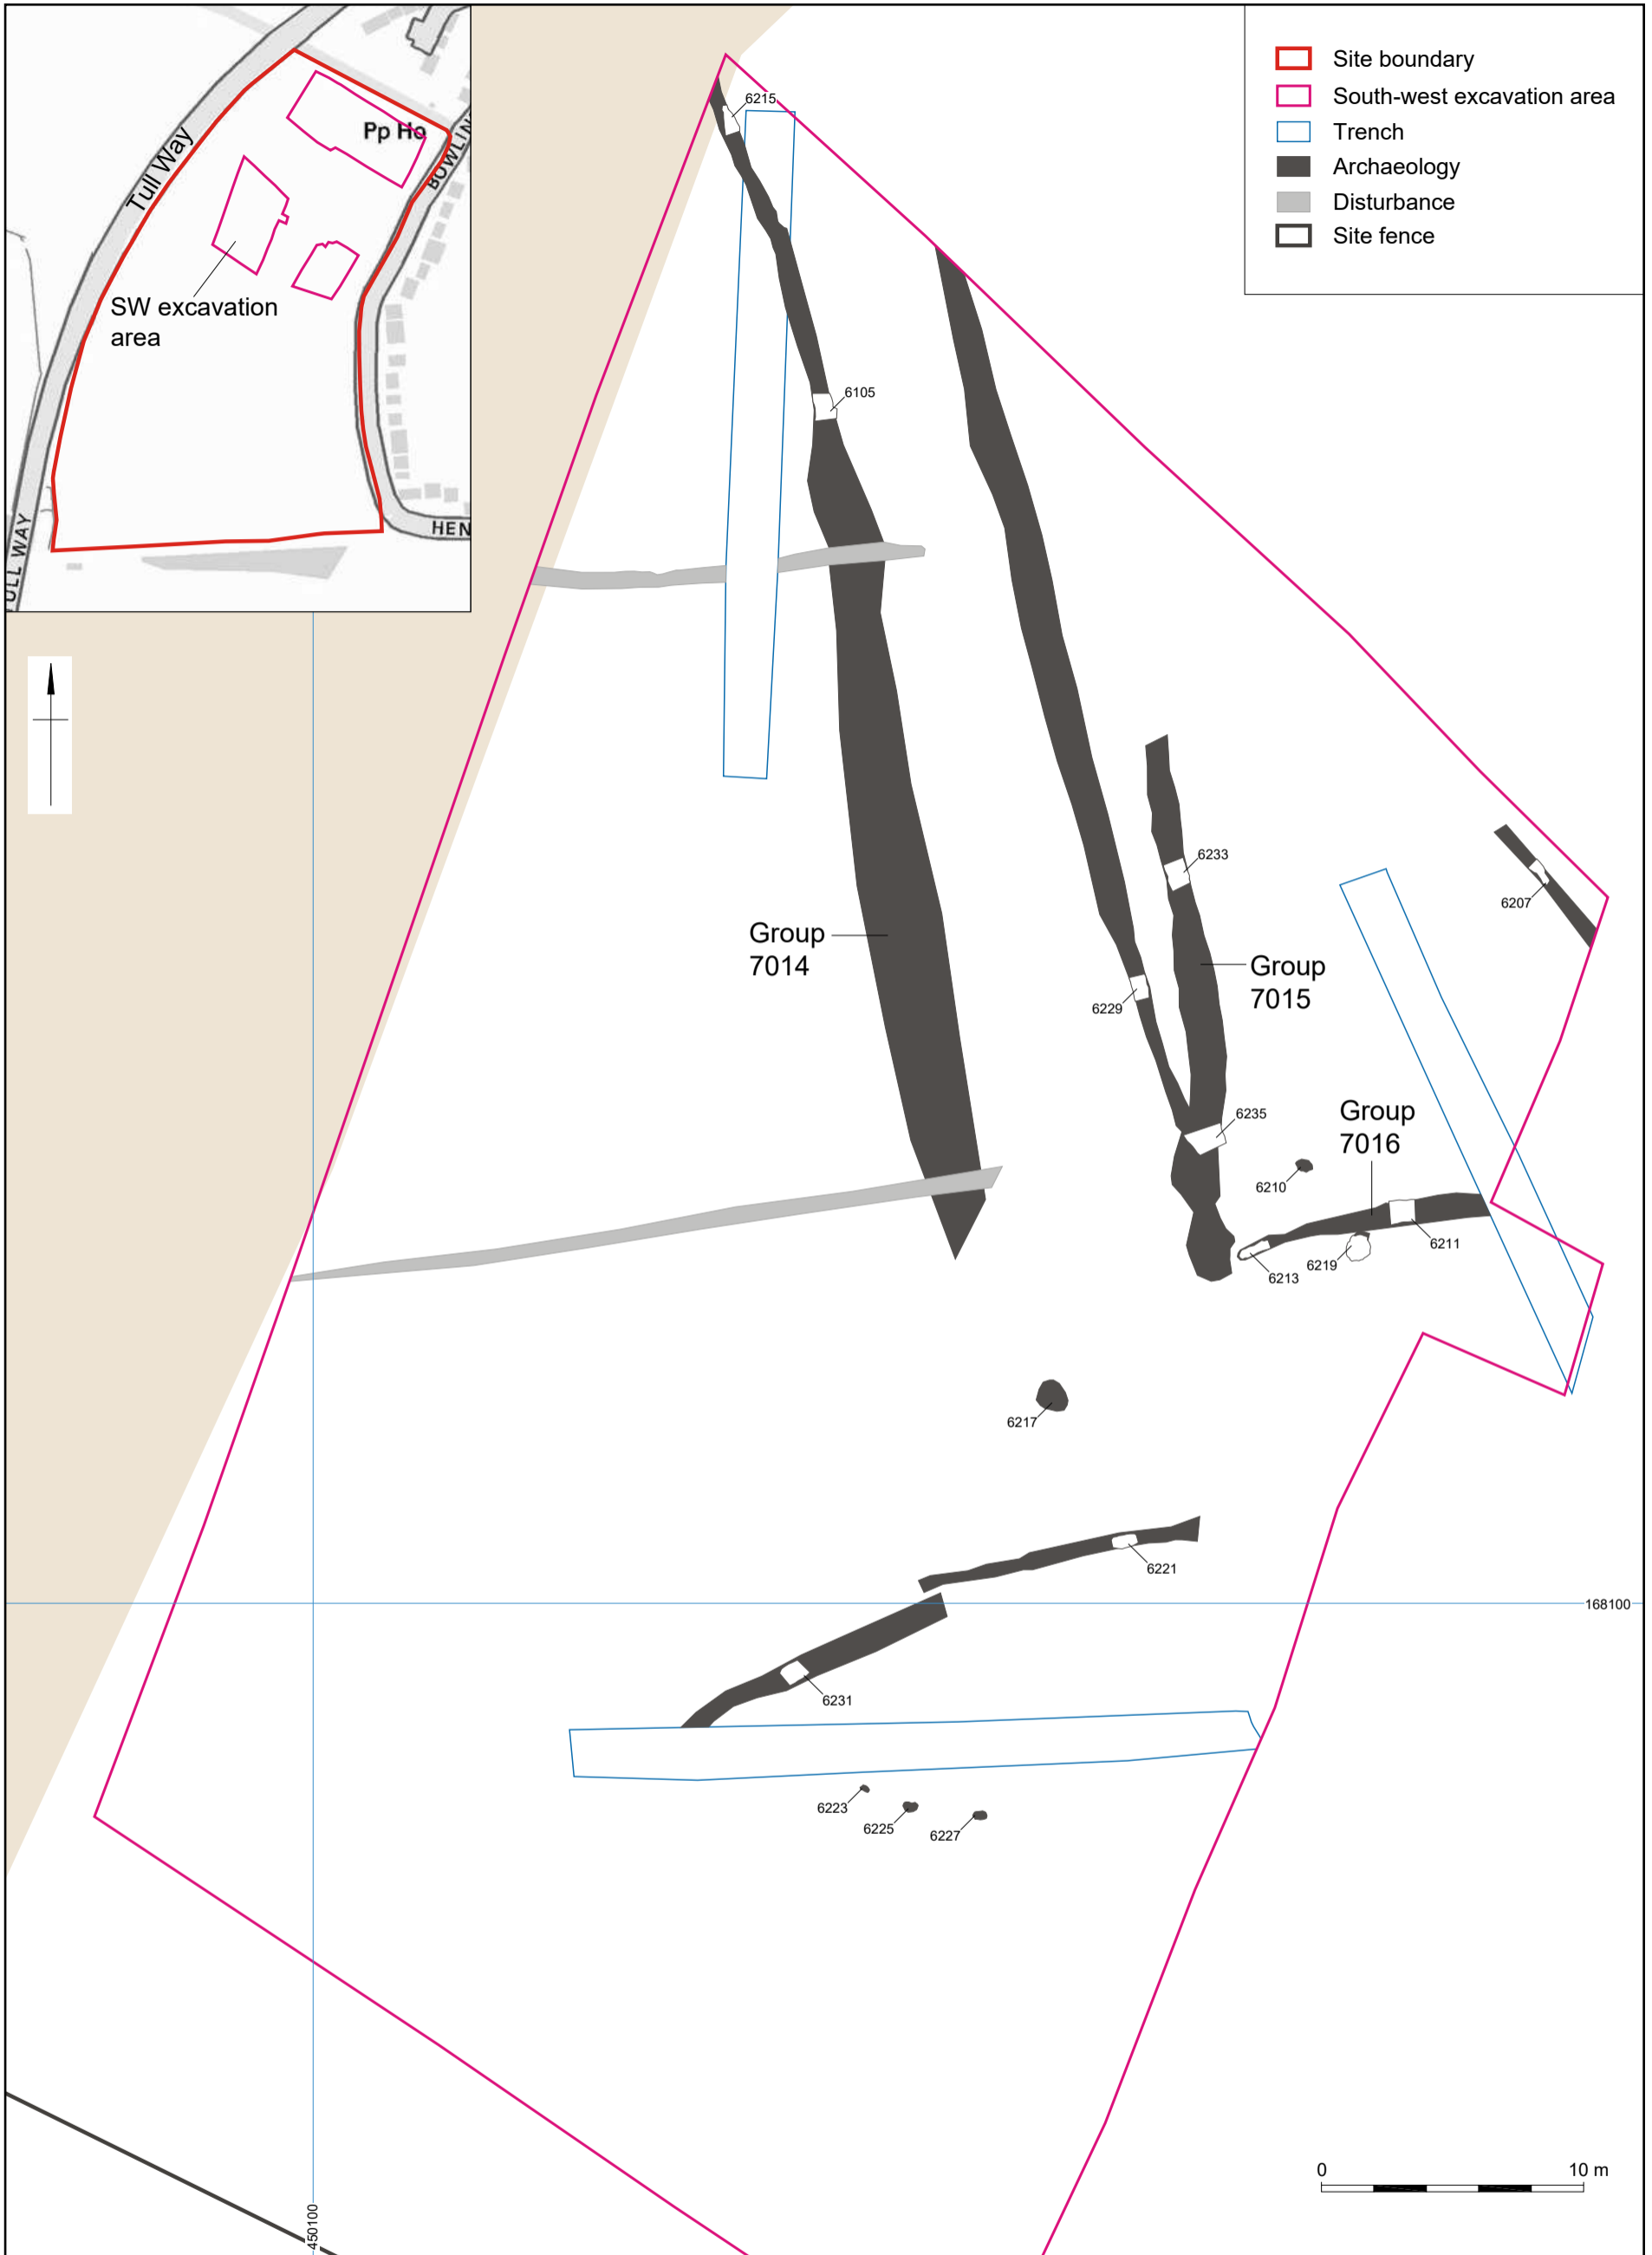 Tull Way
Pp Ho
BOWLIN
SW excavation
area
ULL WAY
HEN
Site boundary
South-west excavation area
Trench
Archaeology
Disturbance
Site fence
6215
6105
6233
6207
Group
7014
Group
7015
6229
6235
Group
7016
6210
6211
6213
6219
6217
6221
168100
6231
6223
6225
6227
0
10 m
450100